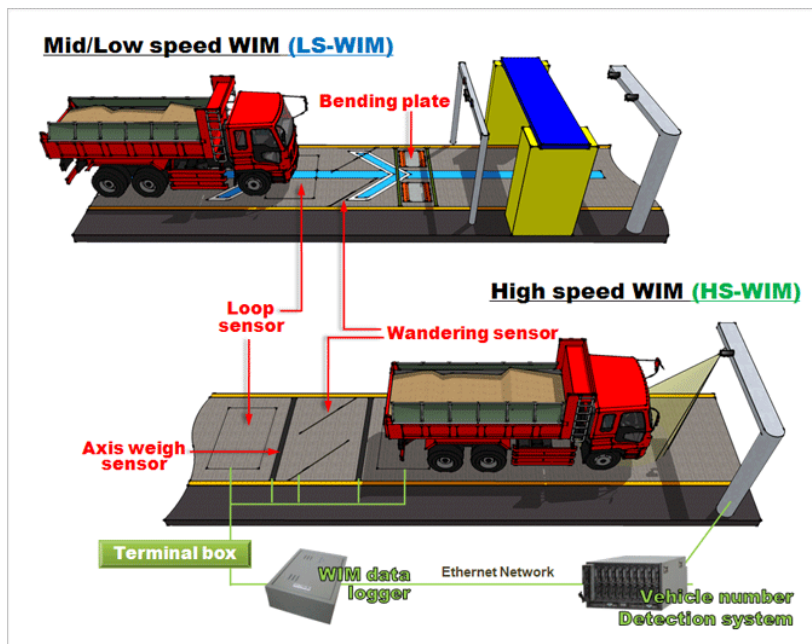 Mid/Low speed WIM (LS-WIM)
Bending plate
High speed WIM (HS-WIM)
Loop
sensor
Wandering sensor
Axis weigh
sensor
Terminal box
WIM data
logger
Ethernet Network
Vehicle number
Detection system